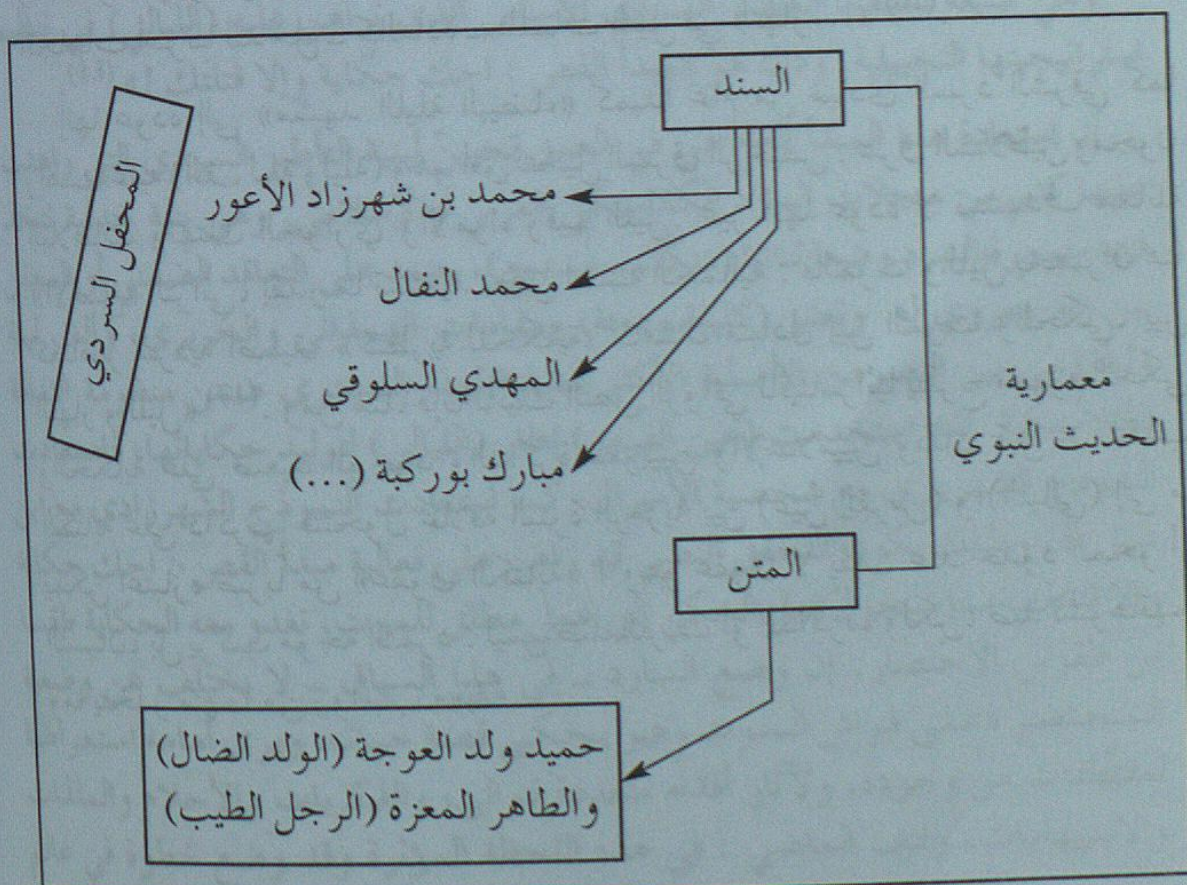 السند
المحفل السردي
محمد بن شهرزاد الأعور
محمد النفال
المهدي السلوقي
مبارك بوركبة (...)
معمارية
الحديث النبوي
المتن
حميد ولد العوجة (الولد الضال)
والطاهر المعزة (الرجل الطيب)